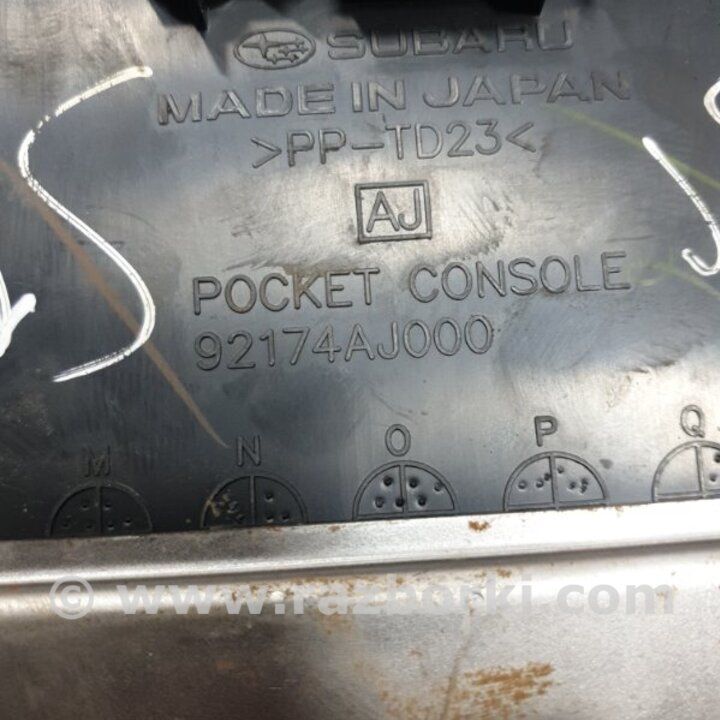 SUBARU
MADE IN JAPAN
>PP-TD23<
AJ
POCKET CONSOLE
92174AJ000
M N O P Q
© www.razborki.com